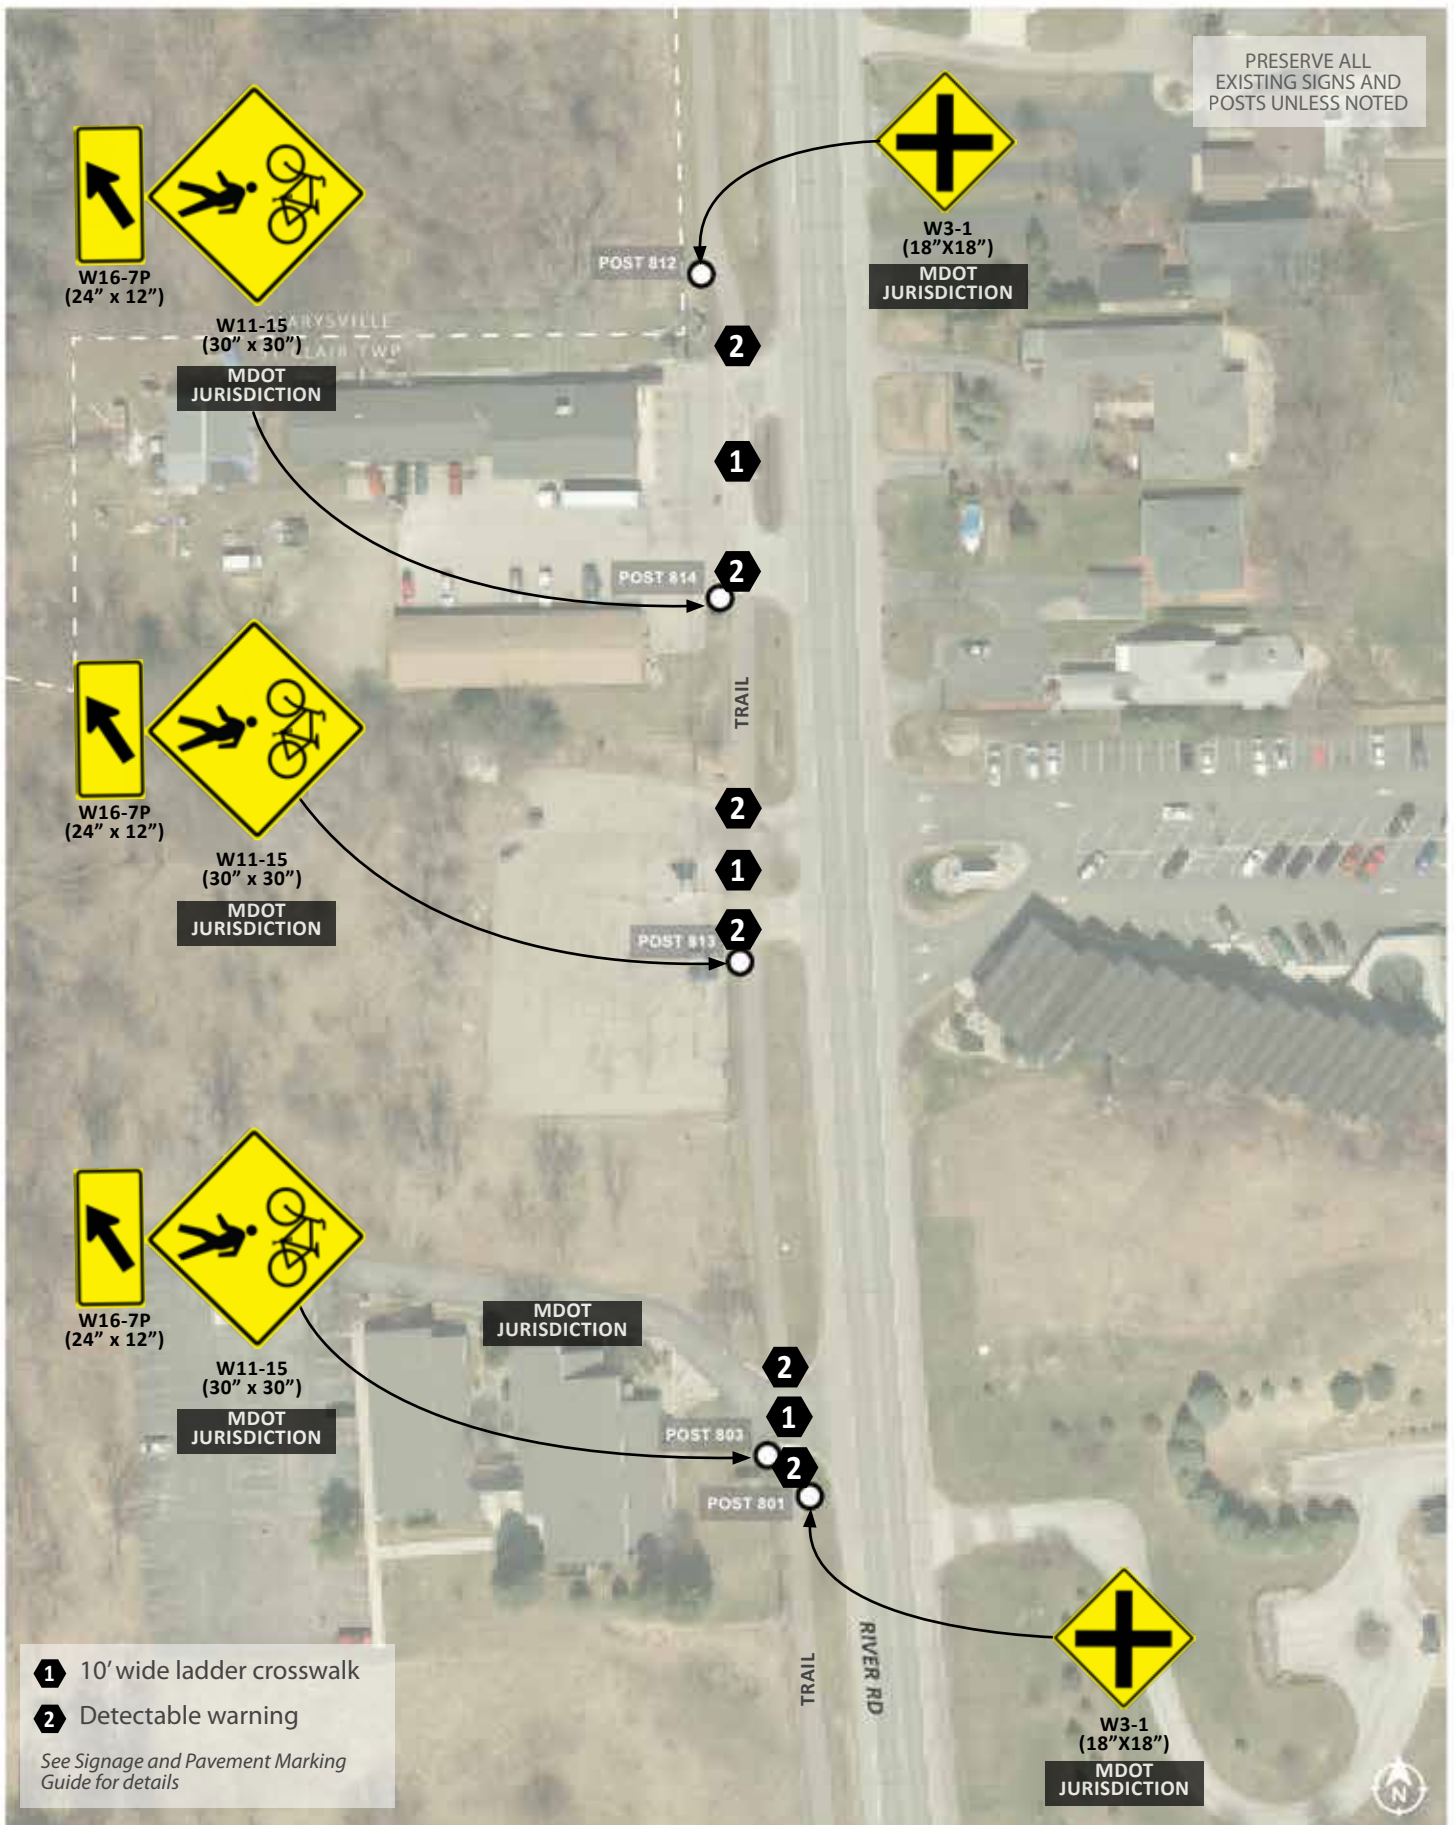 PRESERVE ALL
EXISTING SIGNS AND
POSTS UNLESS NOTED
W16-7P
(24” x 12”)
W11-15
(30” x 30”)
MDOT
JURISDICTION
W3-1
(18”X18”)
MDOT
JURISDICTION
POST 812
MARYSVILLE
CLAIR TWP
2
1
2
POST 814
TRAIL
W16-7P
(24” x 12”)
W11-15
(30” x 30”)
MDOT
JURISDICTION
2
1
2
POST 813
W16-7P
(24” x 12”)
W11-15
(30” x 30”)
MDOT
JURISDICTION
MDOT
JURISDICTION
2
1
2
POST 803
POST 801
TRAIL
RIVER RD
W3-1
(18”X18”)
MDOT
JURISDICTION
1 10’ wide ladder crosswalk
2 Detectable warning
See Signage and Pavement Marking
Guide for details
N